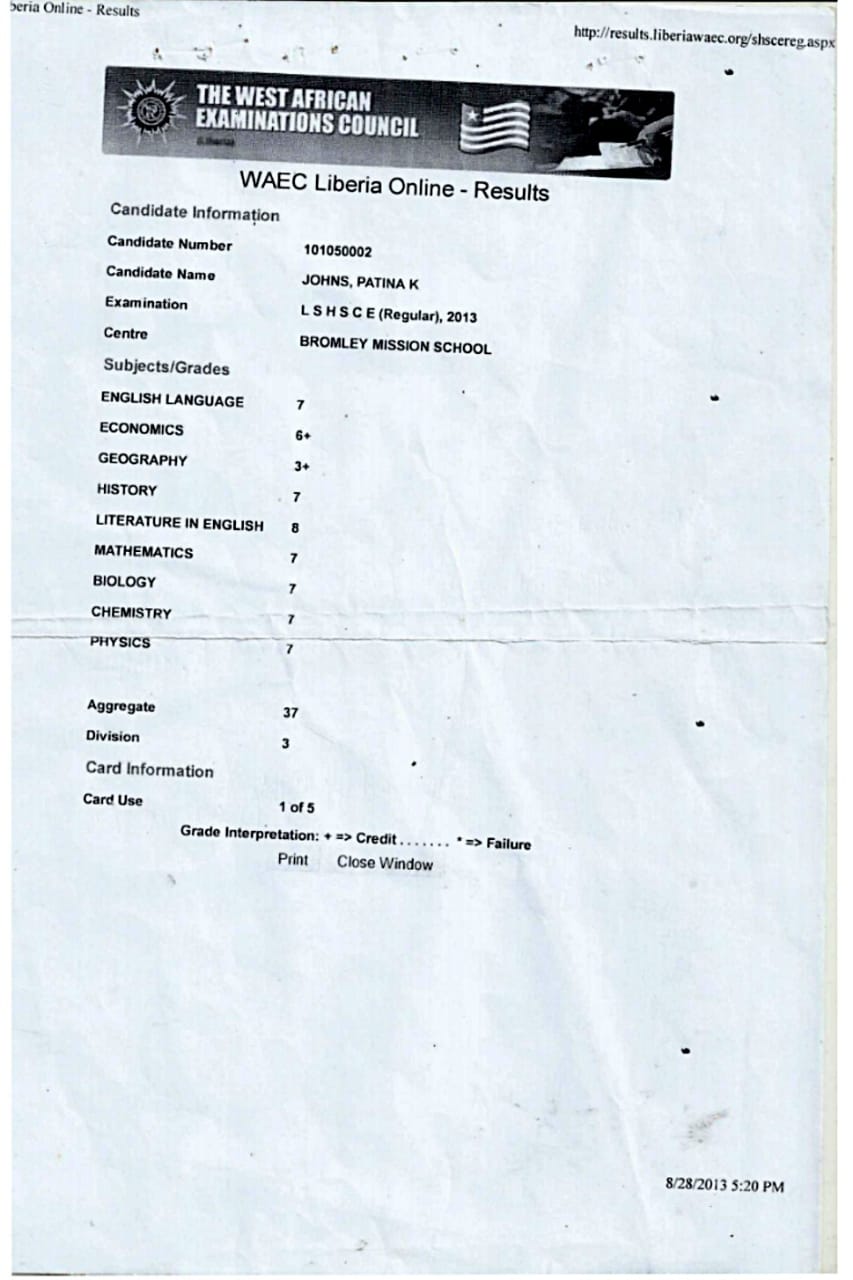 beria Online - Results
http://results.liberiawaec.org/shscereg.aspx
THE WEST AFRICAN
EXAMINATIONS COUNCIL
(Liberia)
WAEC Liberia Online - Results
Candidate Information
Candidate Number 101050002
Candidate Name JOHNS, PATINA K
Examination L S H S C E (Regular), 2013
Centre BROMLEY MISSION SCHOOL
Subjects/Grades
ENGLISH LANGUAGE 7
ECONOMICS 6+
GEOGRAPHY 3+
HISTORY 7
LITERATURE IN ENGLISH 8
MATHEMATICS 7
BIOLOGY 7
CHEMISTRY 7
PHYSICS 7
Aggregate 37
Division 3
Card Information
Card Use 1 of 5
Grade Interpretation: + => Credit ....... * => Failure
Print Close Window
8/28/2013 5:20 PM